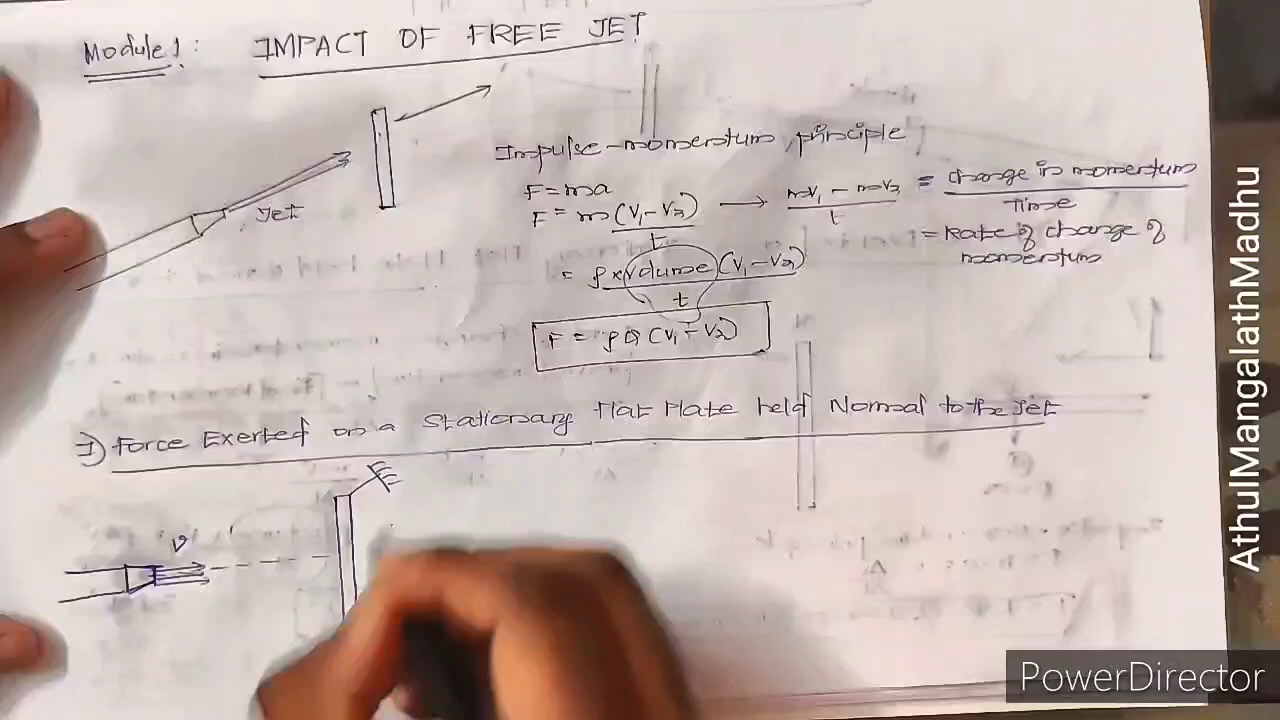 Module 1: IMPACT OF FREE JET
Jet
Impulse-momentum principle
F = ma
F = m (V₁ - V₂) / t → mv₁ - mv₂ / t = change in momentum / Time
= Rate of change of momentum
= ρ x volume (V₁ - V₂) / t
F = ρQ (V₁ - V₂)
1) Force Exerted on a Stationary Flat Plate held Normal to the Jet
v
AthulMangalathMadhu
PowerDirector